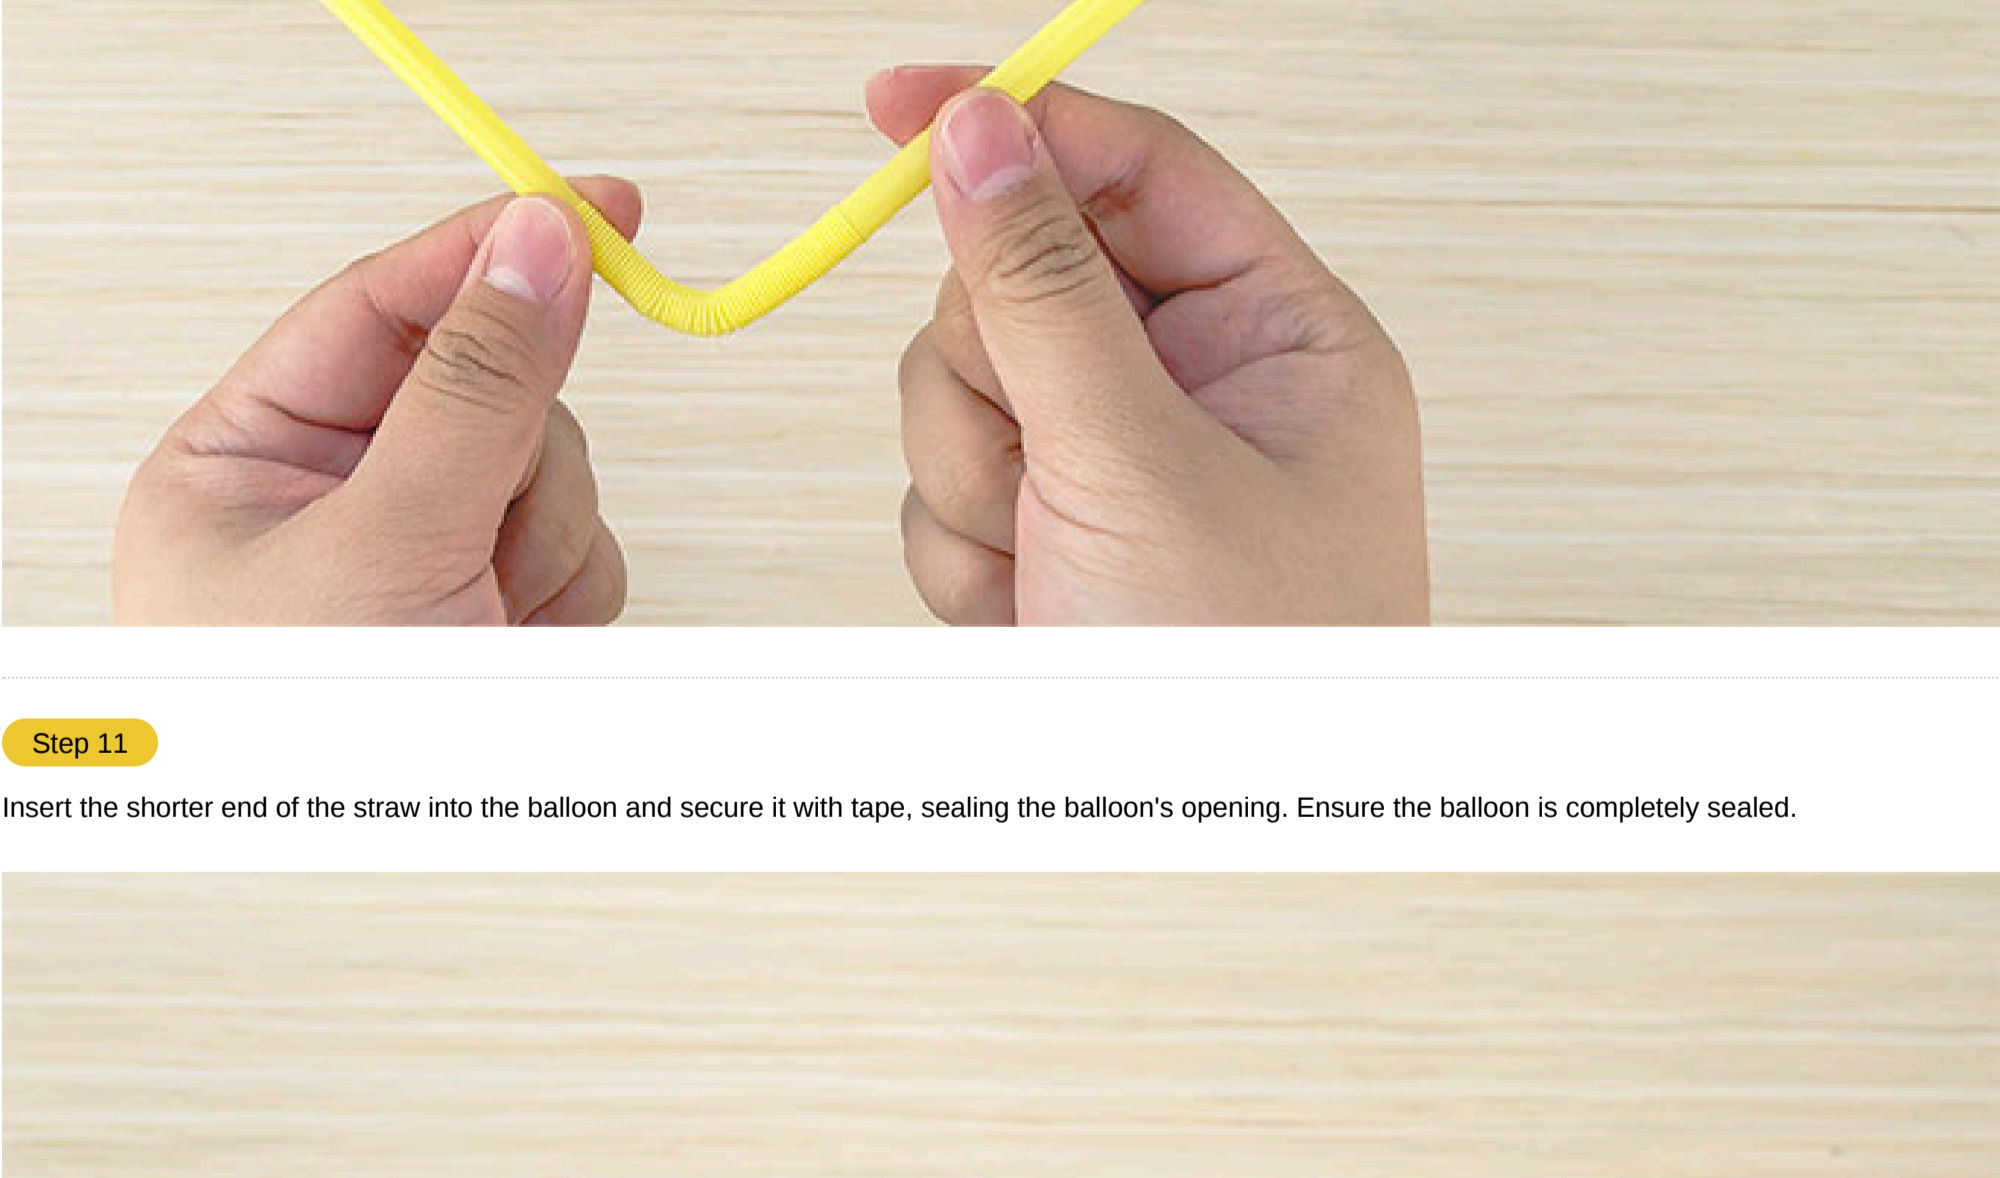 Step 11
Insert the shorter end of the straw into the balloon and secure it with tape, sealing the balloon's opening. Ensure the balloon is completely sealed.